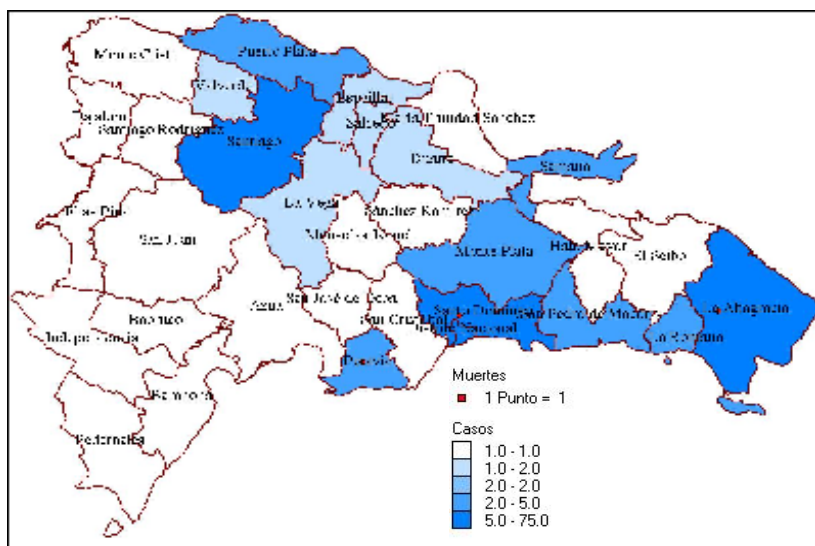 Puerto Plata
Monte Crist
Valverde
Espaillat
Santiago Rodriguez
Salcedo
Maria Trinidad Sanchez
Santiago
Duarte
Samana
La Vega
Elias Piña
Sanchez Ramirez
San Juan
Monseñor Nouel
Monte Plata
Hato Mayor
El Seibo
Azua
San José de Ocoa
San Cristobal
Santo Domingo
San Pedro de Macoris
La Altagracia
Bahoruco
Independencia
Nacional
La Romana
Peravia
Barahona
Pedernales
Muertes
1 Punto = 1
Casos
1.0 - 1.0
1.0 - 2.0
2.0 - 2.0
2.0 - 5.0
5.0 - 75.0